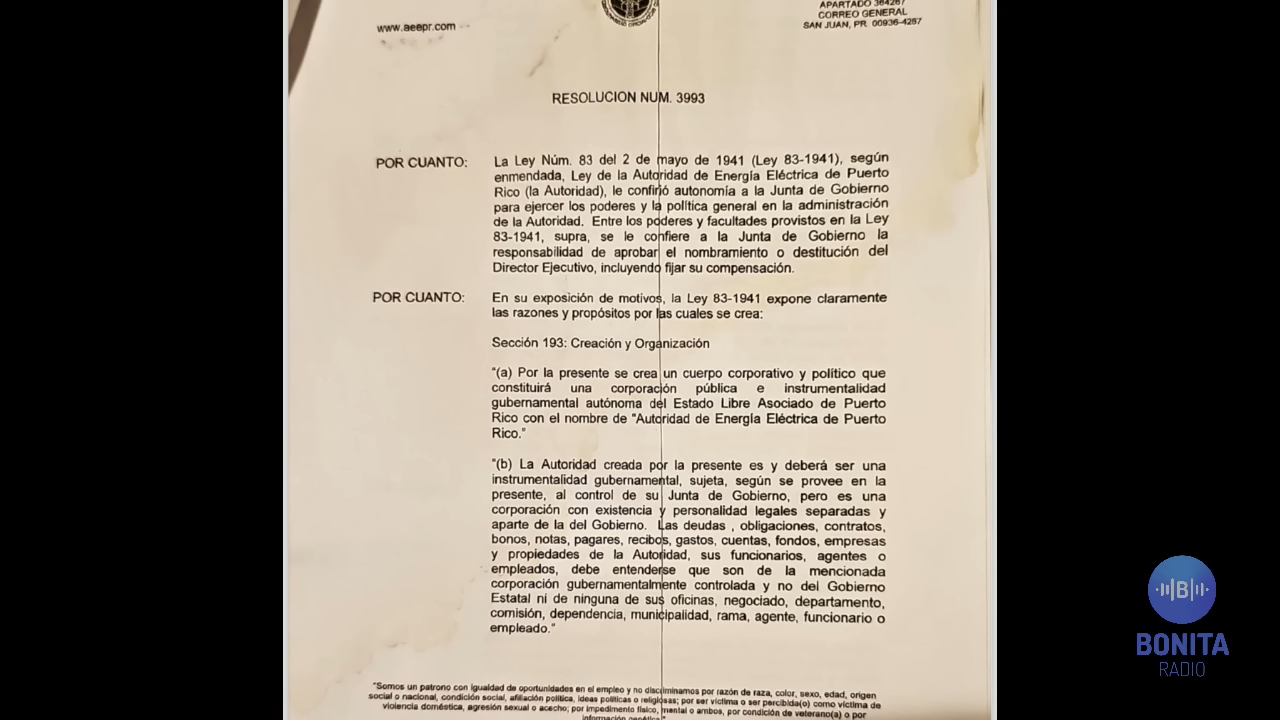 www.aeepr.com
APARTADO 364267
CORREO GENERAL
SAN JUAN, PR 00936-4267
RESOLUCION NUM. 3993
POR CUANTO:
La Ley Núm. 83 del 2 de mayo de 1941 (Ley 83-1941), según
enmendada, Ley de la Autoridad de Energía Eléctrica de Puerto
Rico (la Autoridad), le confirió autonomía a la Junta de Gobierno
para ejercer los poderes y la política general en la administración
de la Autoridad. Entre los poderes y facultades provistos en la Ley
83-1941, supra, se le confiere a la Junta de Gobierno la
responsabilidad de aprobar el nombramiento o destitución del
Director Ejecutivo, incluyendo fijar su compensación.
POR CUANTO:
En su exposición de motivos, la Ley 83-1941 expone claramente
las razones y propósitos por las cuales se crea:
Sección 193: Creación y Organización
"(a) Por la presente se crea un cuerpo corporativo y político que
constituirá una corporación pública e instrumentalidad
gubernamental autónoma del Estado Libre Asociado de Puerto
Rico con el nombre de "Autoridad de Energía Eléctrica de Puerto
Rico."
"(b) La Autoridad creada por la presente es y deberá ser una
instrumentalidad gubernamental, sujeta, según se provee en la
presente, al control de su Junta de Gobierno, pero es una
corporación con existencia y personalidad legales separadas y
aparte de la del Gobierno. Las deudas , obligaciones, contratos,
bonos, notas, pagares, recibos, gastos, cuentas, fondos, empresas
y propiedades de la Autoridad, sus funcionarios, agentes o
empleados, debe entenderse que son de la mencionada
corporación gubernamentalmente controlada y no del Gobierno
Estatal ni de ninguna de sus oficinas, negociado, departamento,
comisión, dependencia, municipalidad, rama, agente, funcionario o
empleado."
"Somos un patrono con igualdad de oportunidades en el empleo y no discriminamos por razón de raza, color, sexo, edad, origen
social o nacional, condición social, afiliación política, ideas políticas o religiosas; por ser víctima o ser percibida(o) como víctima de
violencia doméstica, agresión sexual o acecho; por impedimento físico, mental o ambos, por condición de veterano(a) o por
información genética."
B
BONITA
RADIO